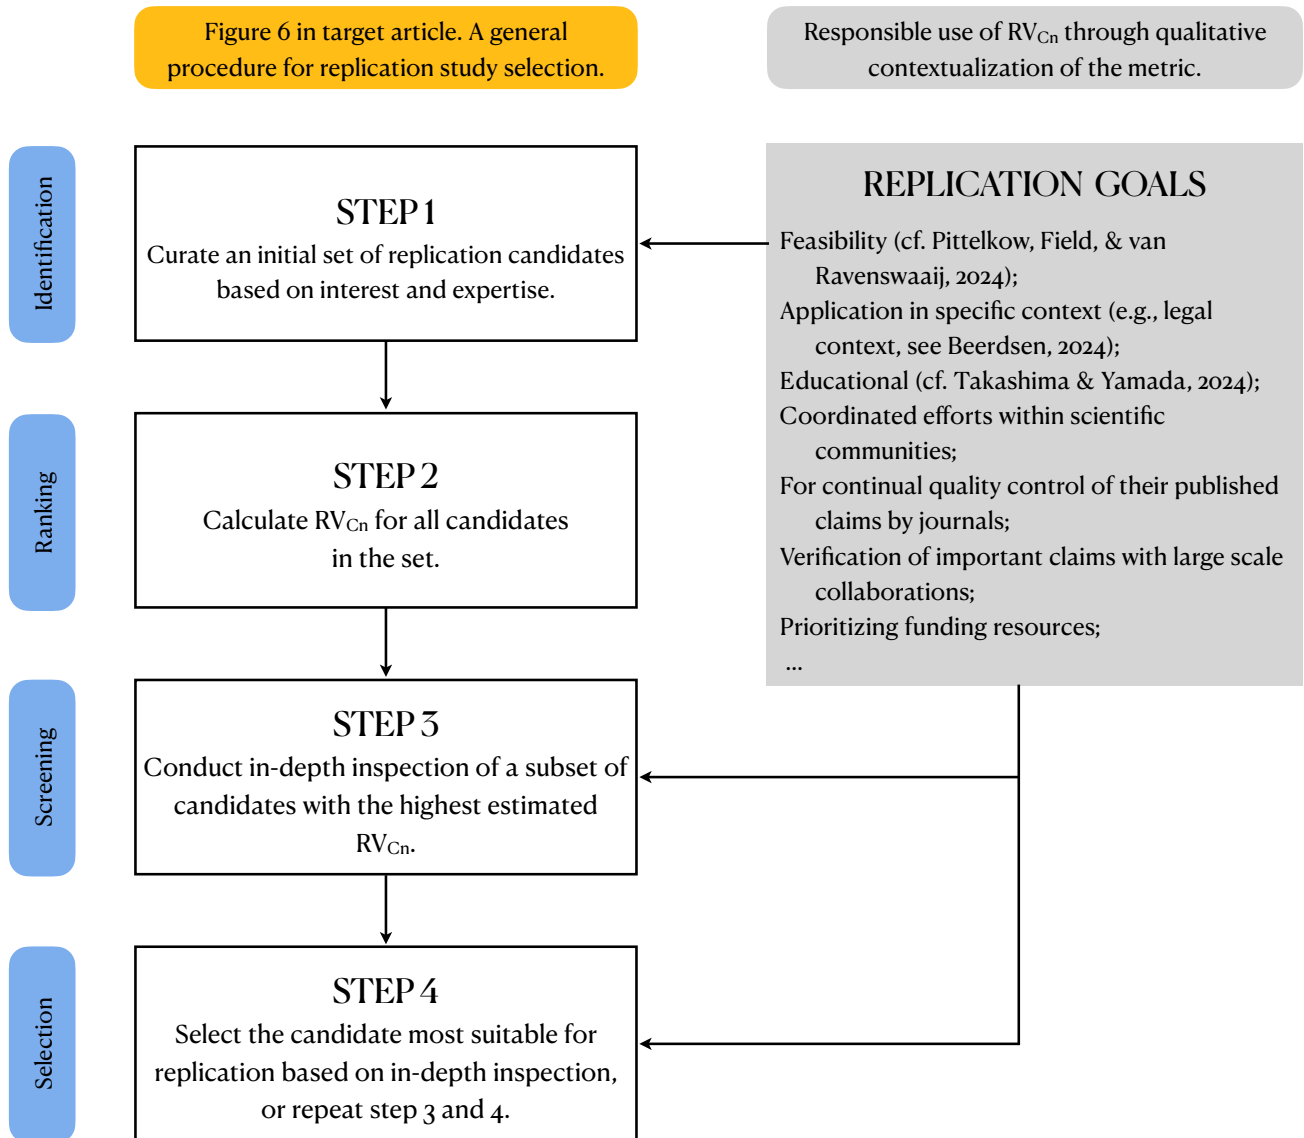 Figure 6 in target article. A general
procedure for replication study selection.
Responsible use of RVCn through qualitative
contextualization of the metric.
Identification
STEP 1
Curate an initial set of replication candidates
based on interest and expertise.
REPLICATION GOALS
Feasibility (cf. Pittelkow, Field, & van
Ravenswaaij, 2024);
Application in specific context (e.g., legal
context, see Beerdsen, 2024);
Educational (cf. Takashima & Yamada, 2024);
Coordinated efforts within scientific
communities;
For continual quality control of their published
claims by journals;
Verification of important claims with large scale
collaborations;
Prioritizing funding resources;
...
Ranking
STEP 2
Calculate RVCn for all candidates
in the set.
Screening
STEP 3
Conduct in-depth inspection of a subset of
candidates with the highest estimated
RVCn.
Selection
STEP 4
Select the candidate most suitable for
replication based on in-depth inspection,
or repeat step 3 and 4.